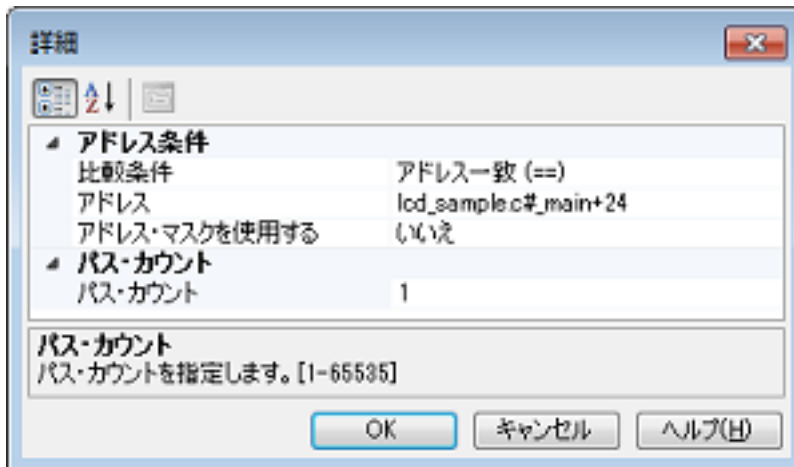 詳細
アドレス条件
比較条件 アドレス一致 (==)
アドレス lcd_sample.c#_main+24
アドレス・マスクを使用する いいえ
パス・カウント
パス・カウント 1
パス・カウント
パス・カウントを指定します。[1-65535]
OK キャンセル ヘルプ(H)